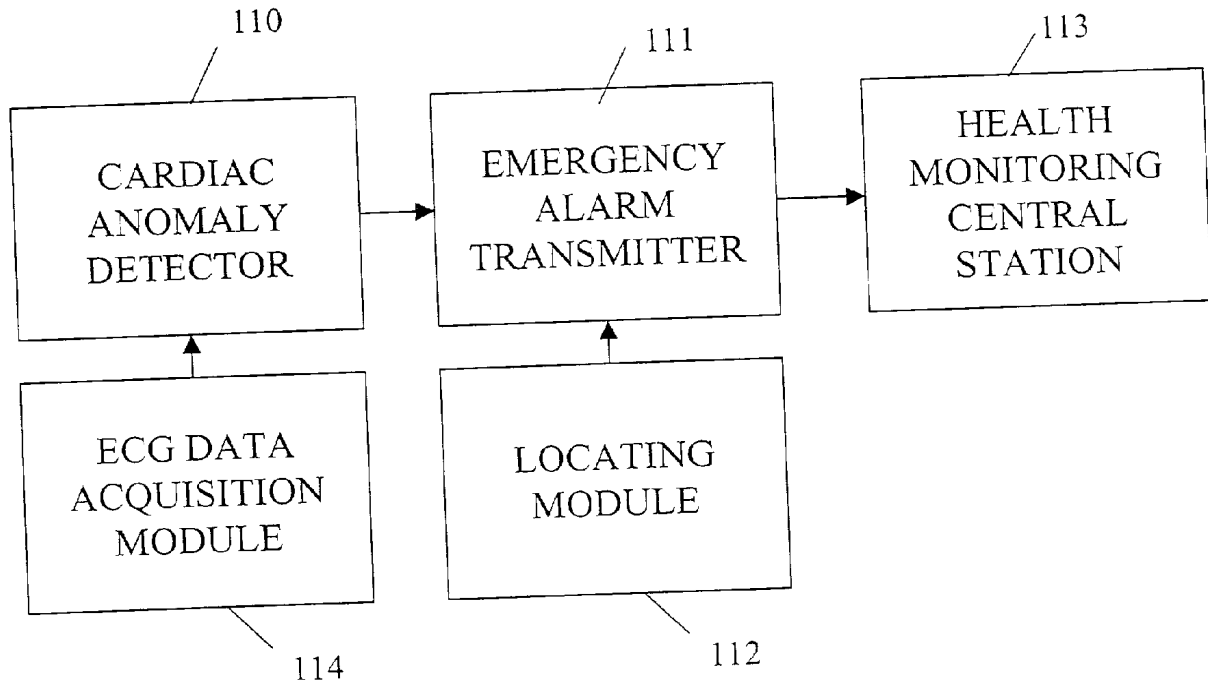 110
111
113
CARDIAC
ANOMALY
DETECTOR
EMERGENCY
ALARM
TRANSMITTER
HEALTH
MONITORING
CENTRAL
STATION
ECG DATA
ACQUISITION
MODULE
LOCATING
MODULE
114
112